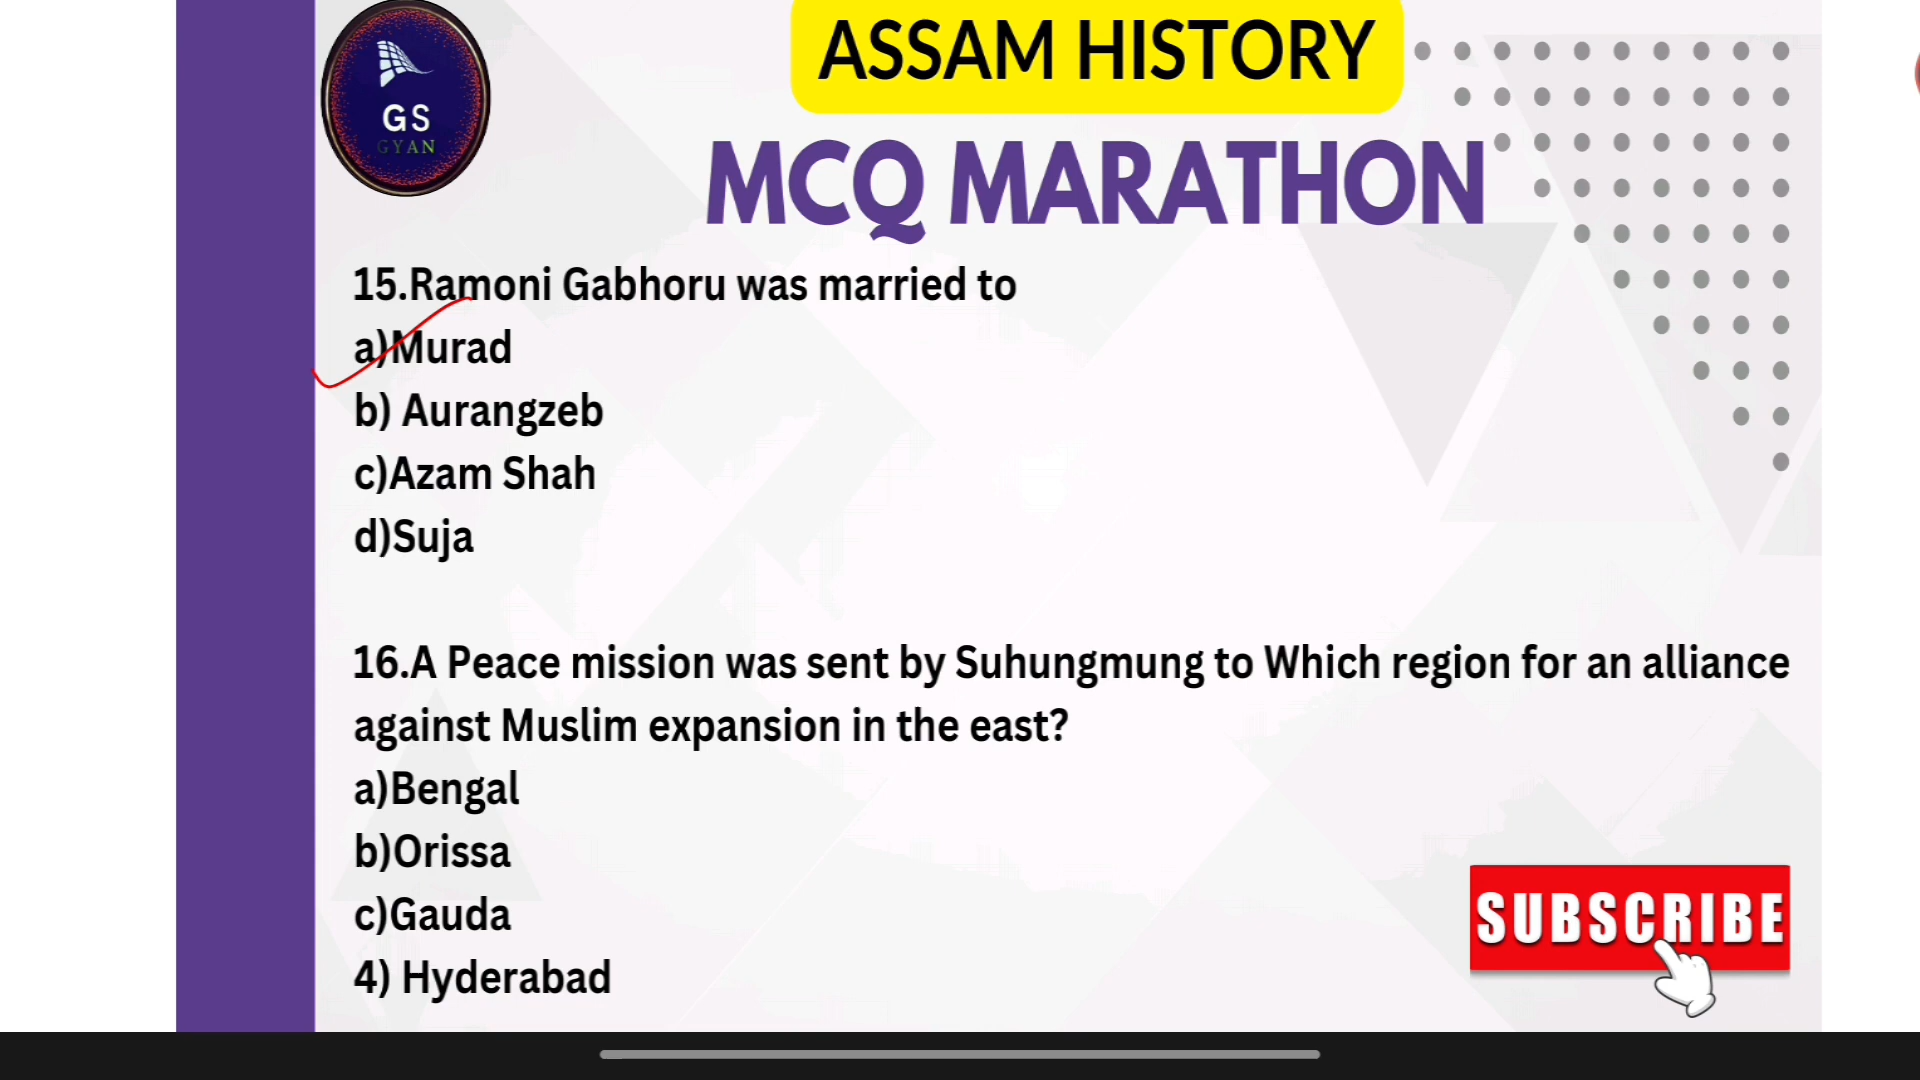 GS
GYAN
ASSAM HISTORY
MCQ MARATHON
15.Ramoni Gabhoru was married to
a)Murad
b) Aurangzeb
c)Azam Shah
d)Suja
16.A Peace mission was sent by Suhungmung to Which region for an alliance
against Muslim expansion in the east?
a)Bengal
b)Orissa
c)Gauda
4) Hyderabad
SUBSCRIBE